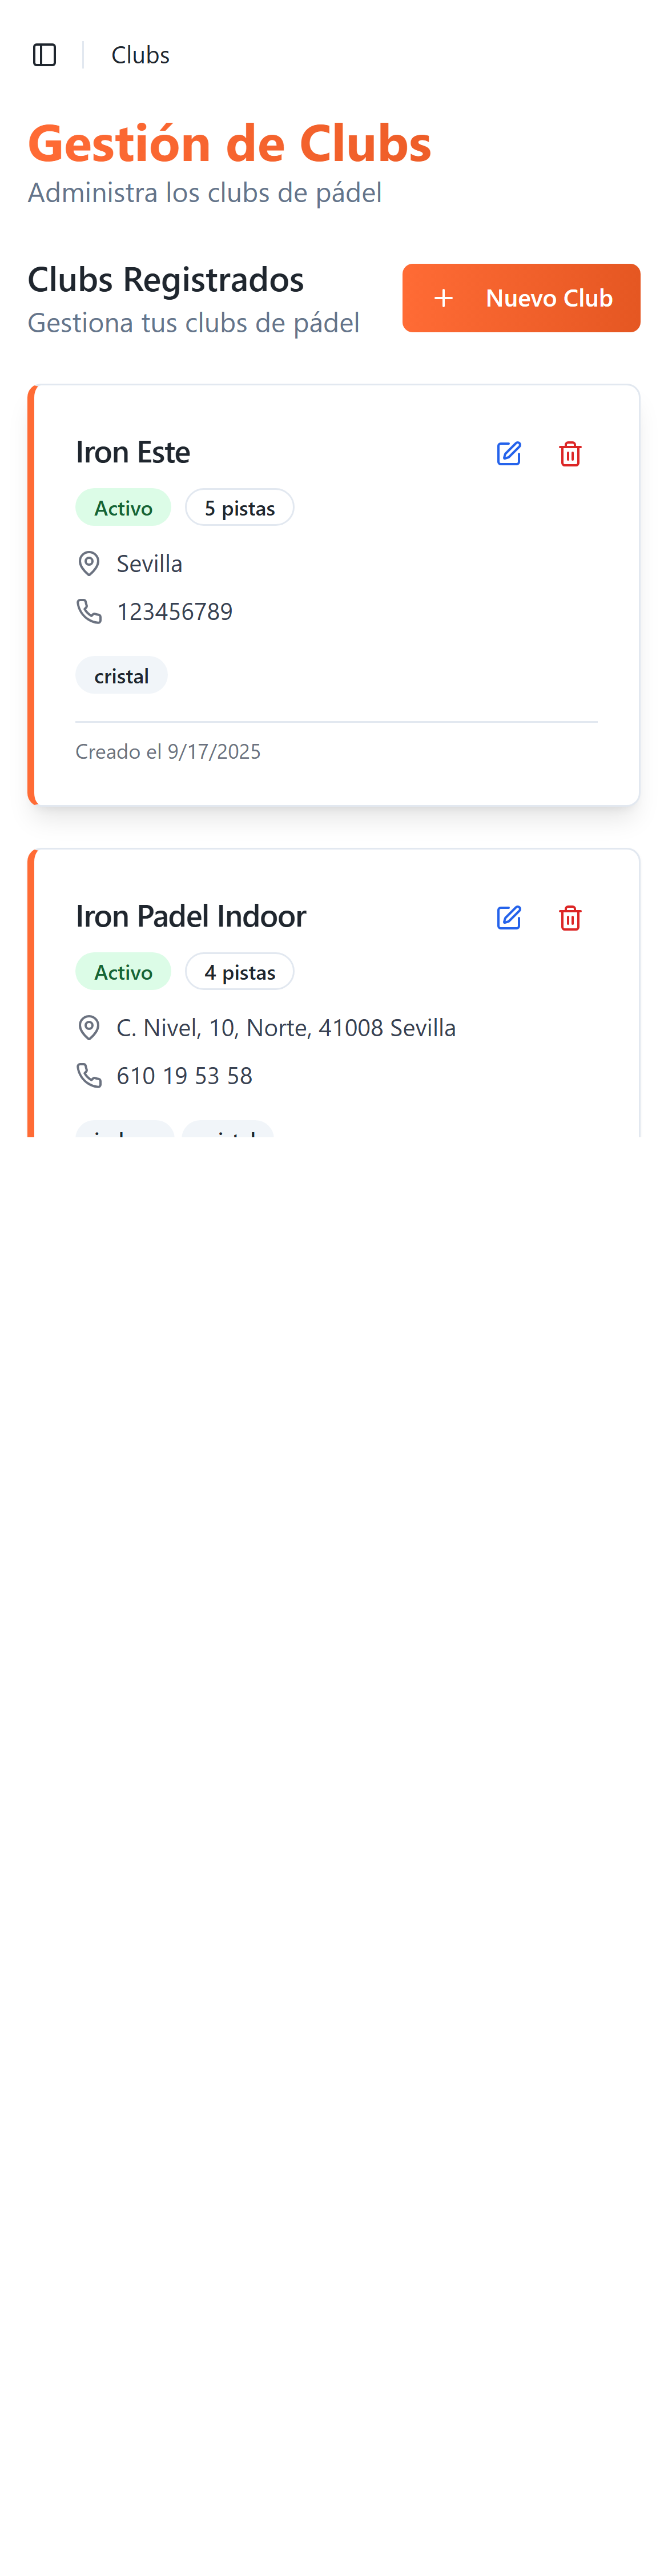 Clubs
Gestión de Clubs
Administra los clubs de pádel
Clubs Registrados
Gestiona tus clubs de pádel
Nuevo Club
Iron Este
Activo
5 pistas
Sevilla
123456789
cristal
Creado el 9/17/2025
Iron Padel Indoor
Activo
4 pistas
C. Nivel, 10, Norte, 41008 Sevilla
610 19 53 58